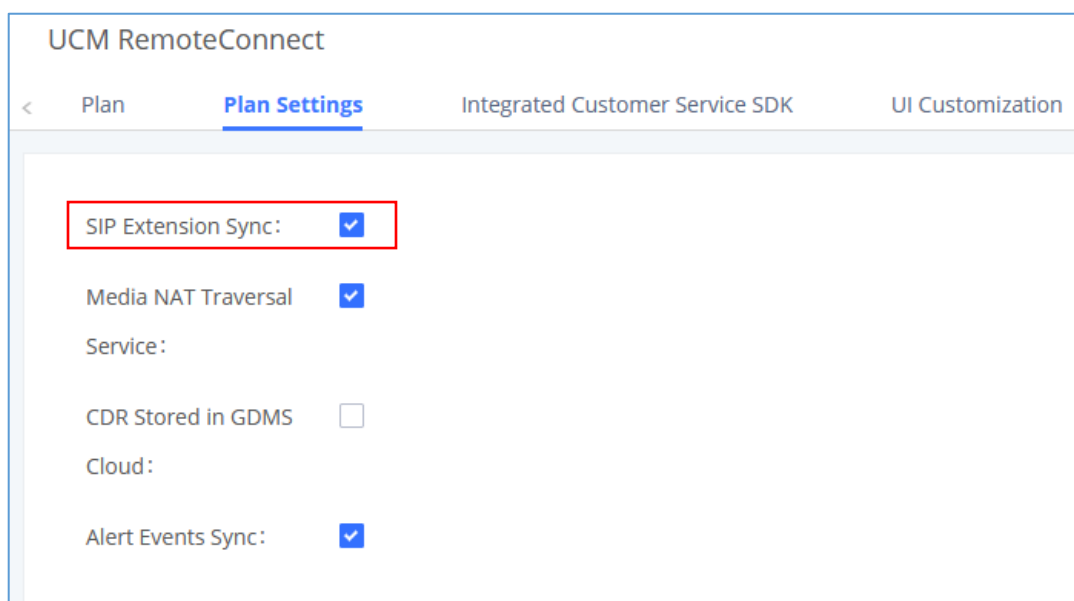 UCM RemoteConnect
Plan Plan Settings Integrated Customer Service SDK UI Customization
SIP Extension Sync:
Media NAT Traversal
Service:
CDR Stored in GDMS
Cloud:
Alert Events Sync: